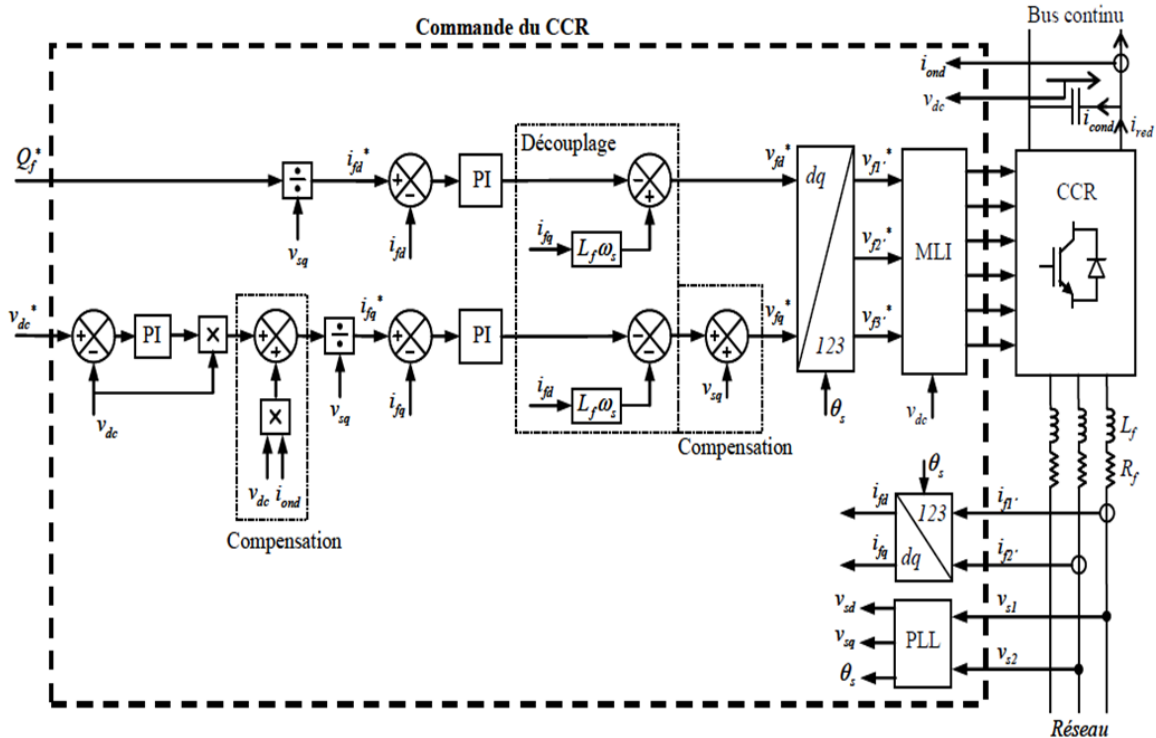 Commande du CCR
Bus continu
i_ond
v_dc
i_cond
i_red
Q_f*
÷
v_sq
i_fd*
+
-
i_fd
PI
Découplage
-
+
i_fq
L_f ω_s
v_fd*
dq
123
θ_s
v_f1'*
v_f2'*
v_f3'*
MLI
v_dc
CCR
v_dc*
+
-
v_dc
PI
×
+
+
×
v_dc i_ond
Compensation
÷
v_sq
i_fq*
+
-
i_fq
PI
-
-
i_fd
L_f ω_s
+
+
v_sq
v_fq*
Compensation
L_f
R_f
θ_s
i_fd
i_fq
123
dq
i_f1'
i_f2'
v_sd
v_sq
θ_s
PLL
v_s1
v_s2
Réseau